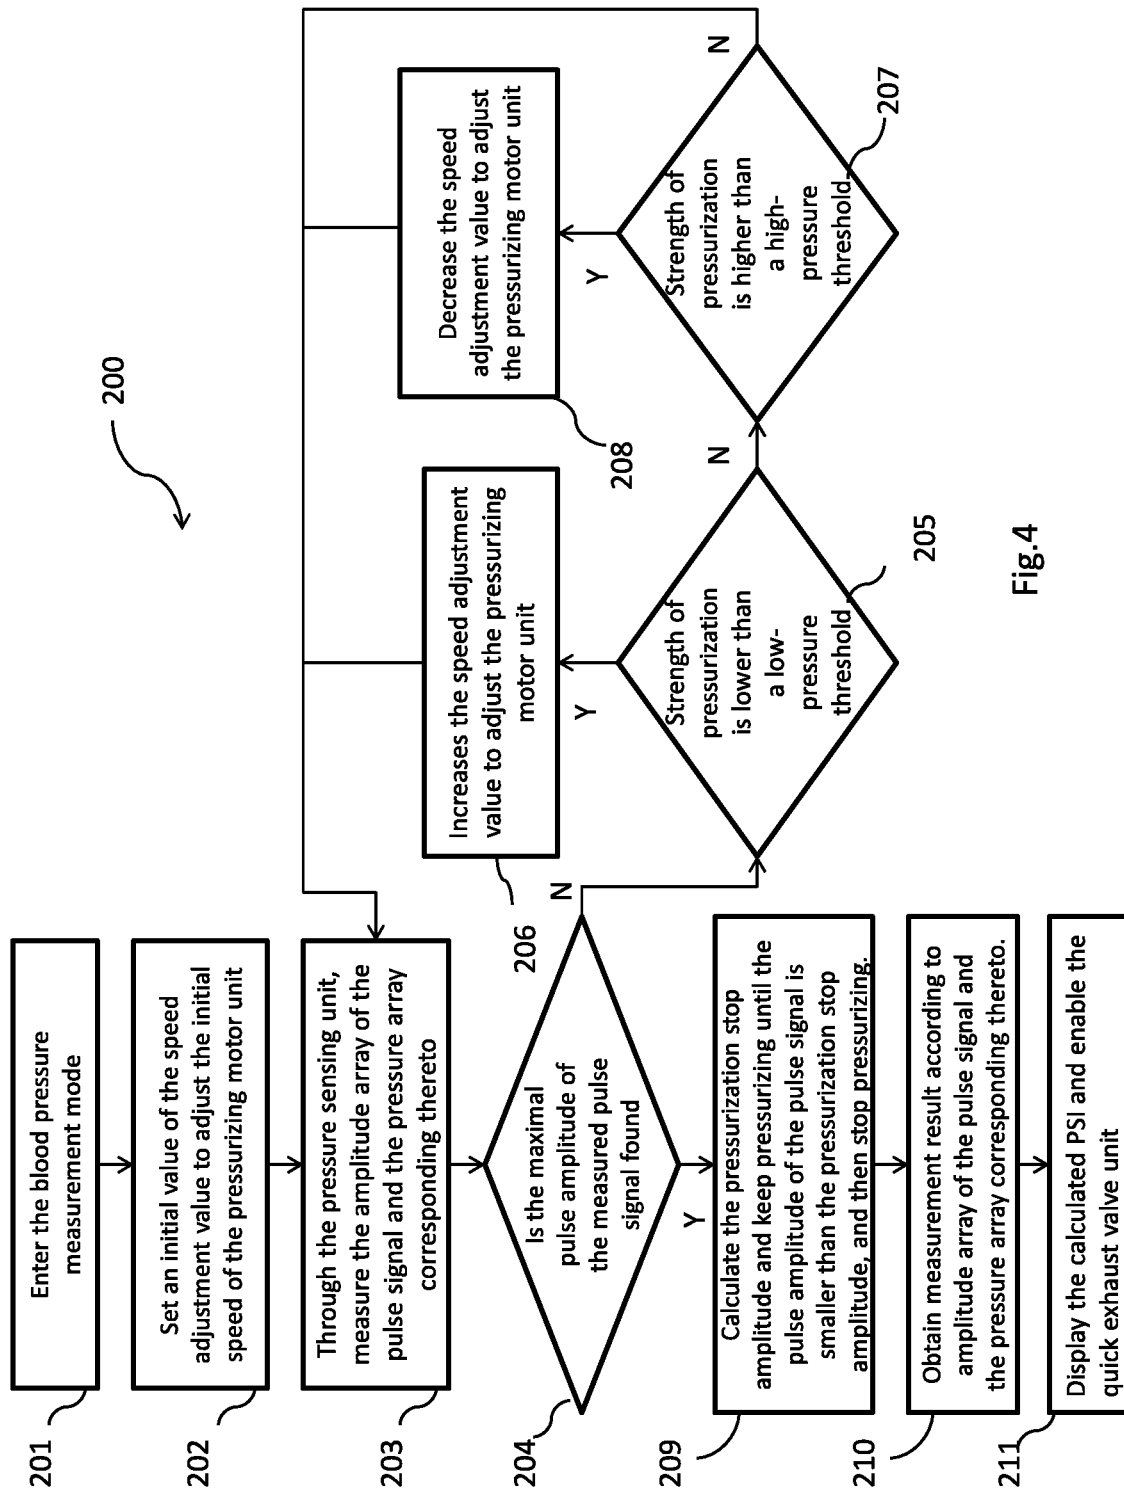 200
201
Enter the blood pressure
measurement mode
202
Set an initial value of the speed
adjustment value to adjust the initial
speed of the pressurizing motor unit
203
Through the pressure sensing unit,
measure the amplitude array of the
pulse signal and the pressure array
corresponding thereto
204
Is the maximal
pulse amplitude of
the measured pulse
signal found
N
Y
205
Strength of
pressurization
is lower than
a low-
pressure
threshold
Y
N
206
Increases the speed adjustment
value to adjust the pressurizing
motor unit
207
Strength of
pressurization
is higher than
a high-
pressure
threshold
Y
N
208
Decrease the speed
adjustment value to adjust
the pressurizing motor unit
209
Calculate the pressurization stop
amplitude and keep pressurizing until the
pulse amplitude of the pulse signal is
smaller than the pressurization stop
amplitude, and then stop pressurizing.
210
Obtain measurement result according to
amplitude array of the pulse signal and
the pressure array corresponding thereto.
211
Display the calculated PSI and enable the
quick exhaust valve unit
Fig.4